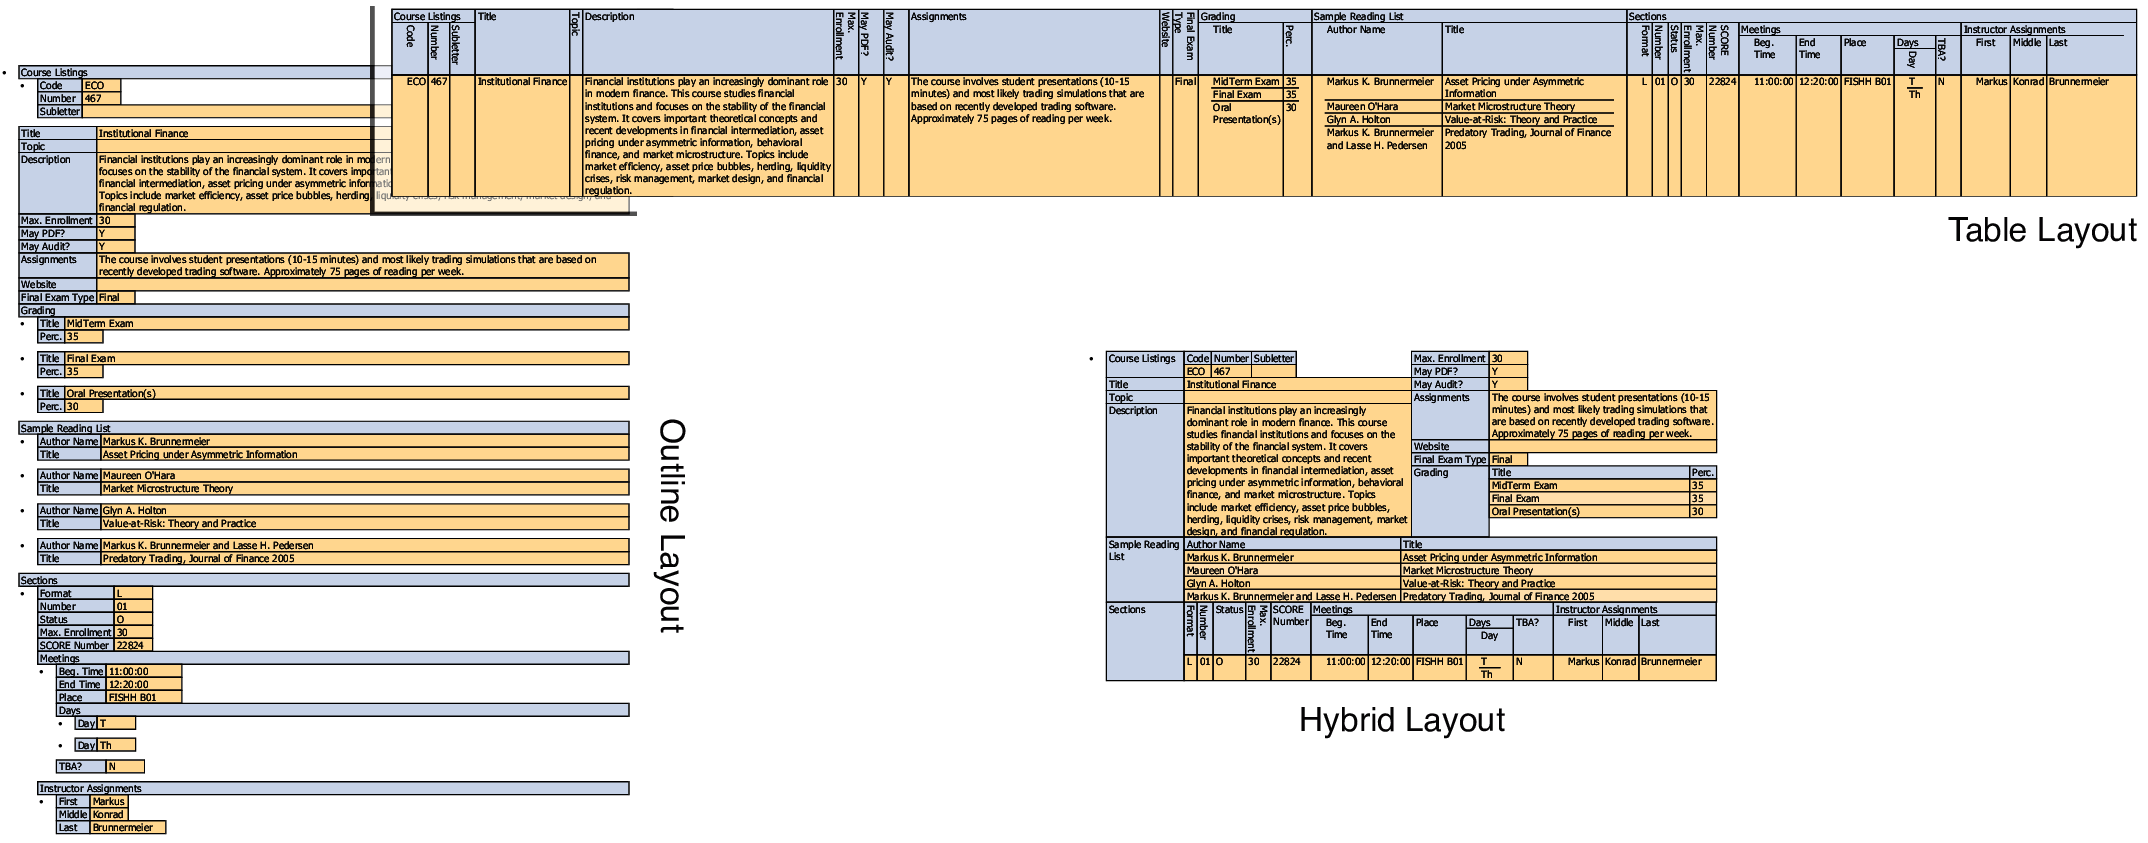 Course Listings
Code ECO
Number 467
Subletter
Title Institutional Finance
Topic
Description Financial institutions play an increasingly dominant role in modern
focuses on the stability of the financial system. It covers important
financial intermediation, asset pricing under asymmetric information
Topics include market efficiency, asset price bubbles, herding, liquidity crises, risk management, market design, and
financial regulation.
Max. Enrollment 30
May PDF? Y
May Audit? Y
Assignments The course involves student presentations (10-15 minutes) and most likely trading simulations that are based on
recently developed trading software. Approximately 75 pages of reading per week.
Website
Final Exam Type Final
Grading
• Title MidTerm Exam
Perc. 35
• Title Final Exam
Perc. 35
• Title Oral Presentation(s)
Perc. 30
Sample Reading List
• Author Name Markus K. Brunnermeier
Title Asset Pricing under Asymmetric Information
• Author Name Maureen O'Hara
Title Market Microstructure Theory
• Author Name Glyn A. Holton
Title Value-at-Risk: Theory and Practice
• Author Name Markus K. Brunnermeier and Lasse H. Pedersen
Title Predatory Trading, Journal of Finance 2005
Sections
• Format L
Number 01
Status O
Max. Enrollment 30
SCORE Number 22824
Meetings
• Beg. Time 11:00:00
End Time 12:20:00
Place FISHH B01
Days
• Day T
• Day Th
TBA? N
Instructor Assignments
• First Markus
Middle Konrad
Last Brunnermeier
Outline Layout
Course Listings Title Topic Description Max. Enrollment May PDF? May Audit? Assignments Website Final Exam Type Grading Sample Reading List Sections
Code Number Subletter Title Perc. Author Name Title Format Number Status Max. Enrollment SCORE Number Meetings Instructor Assignments
Beg. Time End Time Place Days TBA? First Middle Last
Day
ECO 467 Institutional Finance
Financial institutions play an increasingly dominant role
in modern finance. This course studies financial
institutions and focuses on the stability of the financial
system. It covers important theoretical concepts and
recent developments in financial intermediation, asset
pricing under asymmetric information, behavioral
finance, and market microstructure. Topics include
market efficiency, asset price bubbles, herding, liquidity
crises, risk management, market design, and financial
regulation.
30 Y Y
The course involves student presentations (10-15
minutes) and most likely trading simulations that are
based on recently developed trading software.
Approximately 75 pages of reading per week.
Final
MidTerm Exam 35
Final Exam 35
Oral 30
Presentation(s)
Markus K. Brunnermeier Asset Pricing under Asymmetric
Information
Maureen O'Hara Market Microstructure Theory
Glyn A. Holton Value-at-Risk: Theory and Practice
Markus K. Brunnermeier Predatory Trading, Journal of Finance
and Lasse H. Pedersen 2005
L 01 O 30 22824 11:00:00 12:20:00 FISHH B01 T N Markus Konrad Brunnermeier
Th
Table Layout
• Course Listings Code Number Subletter
ECO 467
Title Institutional Finance
Topic
Description Financial institutions play an increasingly
dominant role in modern finance. This course
studies financial institutions and focuses on the
stability of the financial system. It covers
important theoretical concepts and recent
developments in financial intermediation, asset
pricing under asymmetric information, behavioral
finance, and market microstructure. Topics
include market efficiency, asset price bubbles,
herding, liquidity crises, risk management, market
design, and financial regulation.
Max. Enrollment 30
May PDF? Y
May Audit? Y
Assignments The course involves student presentations (10-15
minutes) and most likely trading simulations that
are based on recently developed trading software.
Approximately 75 pages of reading per week.
Website
Final Exam Type Final
Grading Title Perc.
MidTerm Exam 35
Final Exam 35
Oral Presentation(s) 30
Sample Reading Author Name Title
List Markus K. Brunnermeier Asset Pricing under Asymmetric Information
Maureen O'Hara Market Microstructure Theory
Glyn A. Holton Value-at-Risk: Theory and Practice
Markus K. Brunnermeier and Lasse H. Pedersen Predatory Trading, Journal of Finance 2005
Sections Format Number Status Max. Enrollment SCORE Number Meetings Instructor Assignments
Beg. Time End Time Place Days TBA? First Middle Last
Day
L 01 O 30 22824 11:00:00 12:20:00 FISHH B01 T N Markus Konrad Brunnermeier
Th
Hybrid Layout